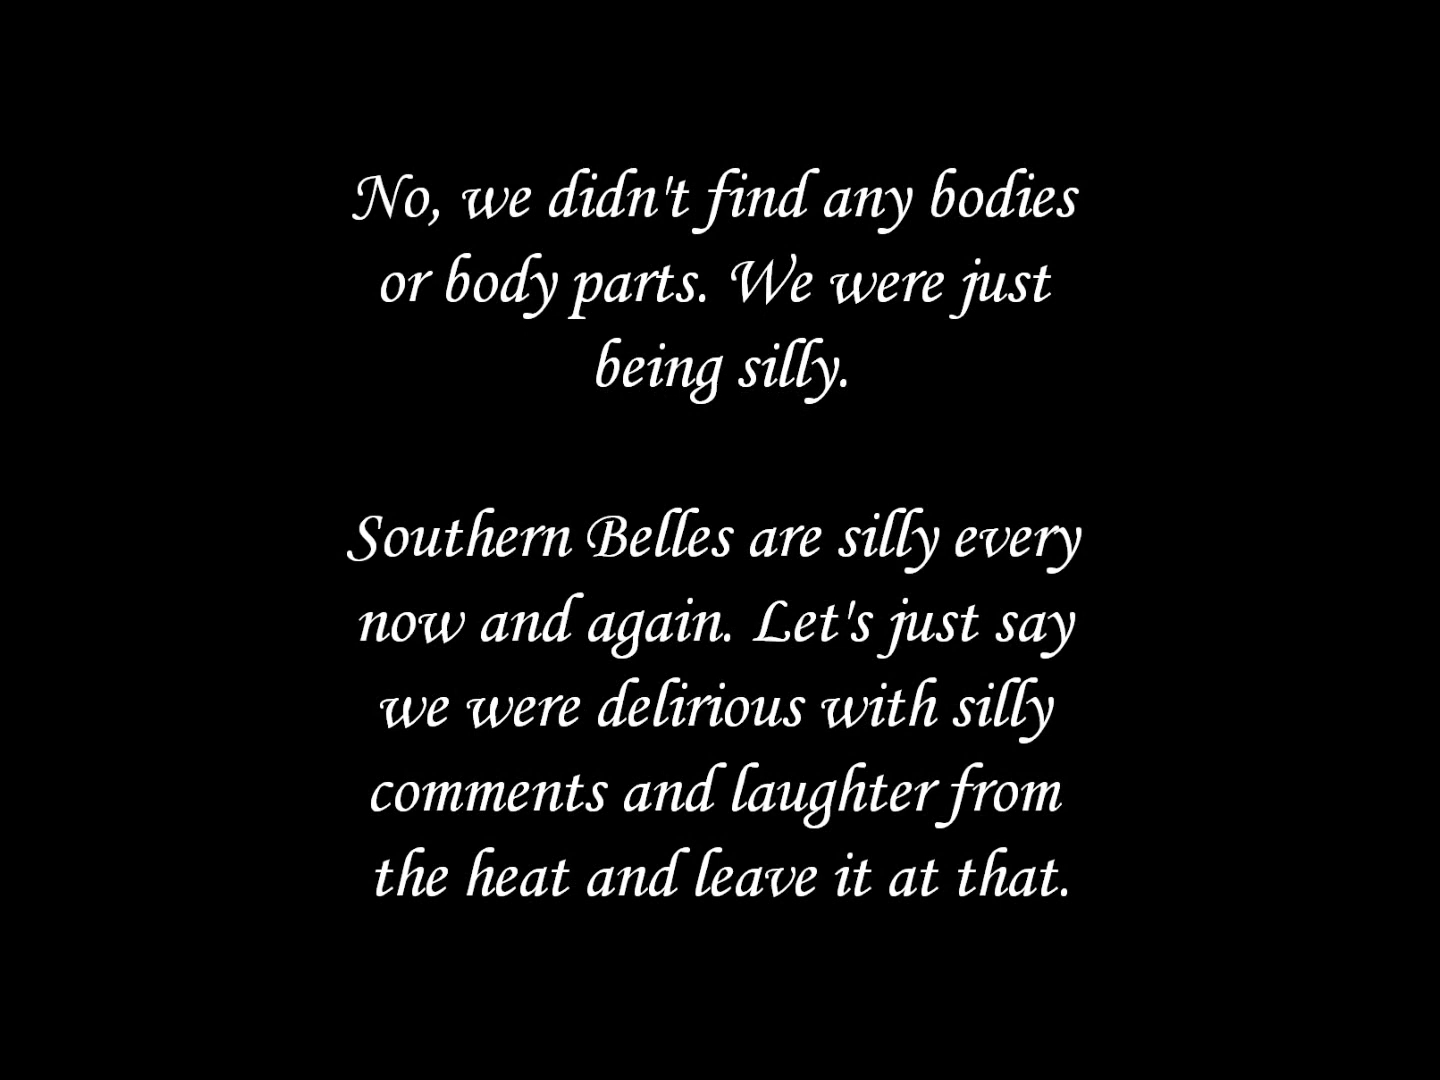 No, we didn't find any bodies
or body parts. We were just
being silly.
Southern Belles are silly every
now and again. Let's just say
we were delirious with silly
comments and laughter from
the heat and leave it at that.